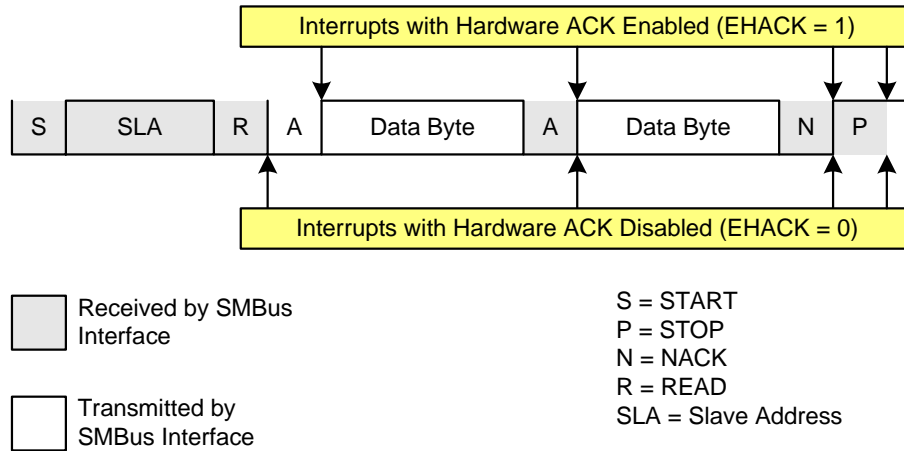 Interrupts with Hardware ACK Enabled (EHACK = 1)
S SLA R A Data Byte A Data Byte N P
Interrupts with Hardware ACK Disabled (EHACK = 0)
Received by SMBus
Interface
Transmitted by
SMBus Interface
S = START
P = STOP
N = NACK
R = READ
SLA = Slave Address